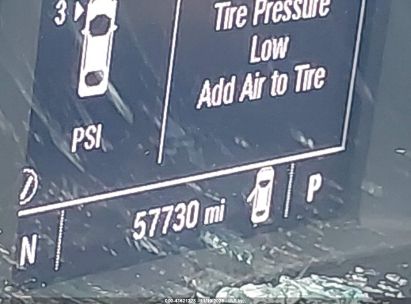 3
Tire Pressure
Low
Add Air to Tire
PSI
57730 mi
P
N